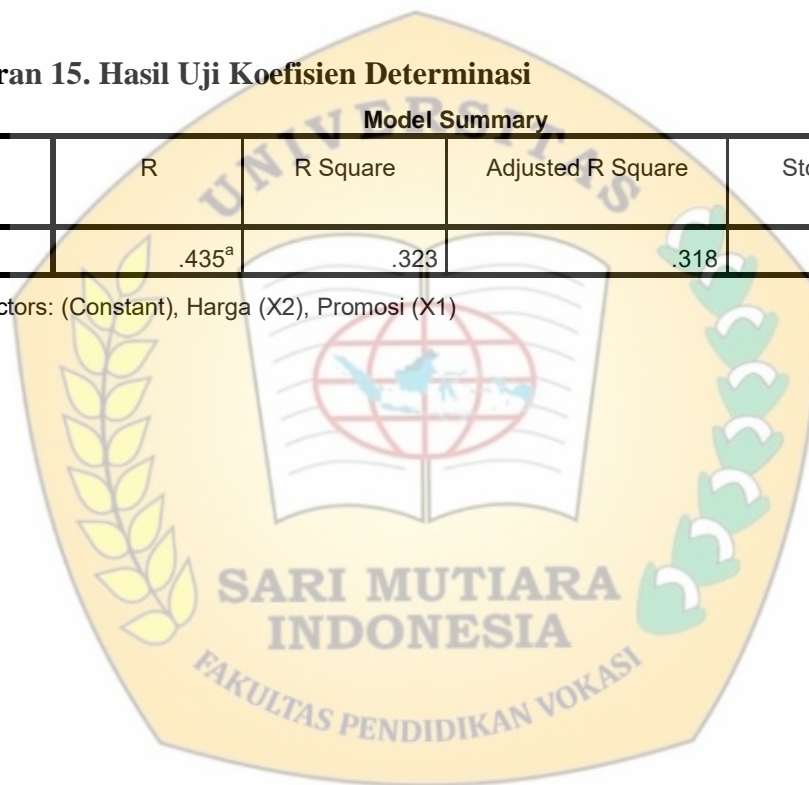 ran 15. Hasil Uji Koefisien Determinasi
Model Summary
R R Square Adjusted R Square
.435a .323 .318
ctors: (Constant), Harga (X2), Promosi (X1)
UNIVERSITAS
SARI MUTIARA
INDONESIA
FAKULTAS PENDIDIKAN VOKASI